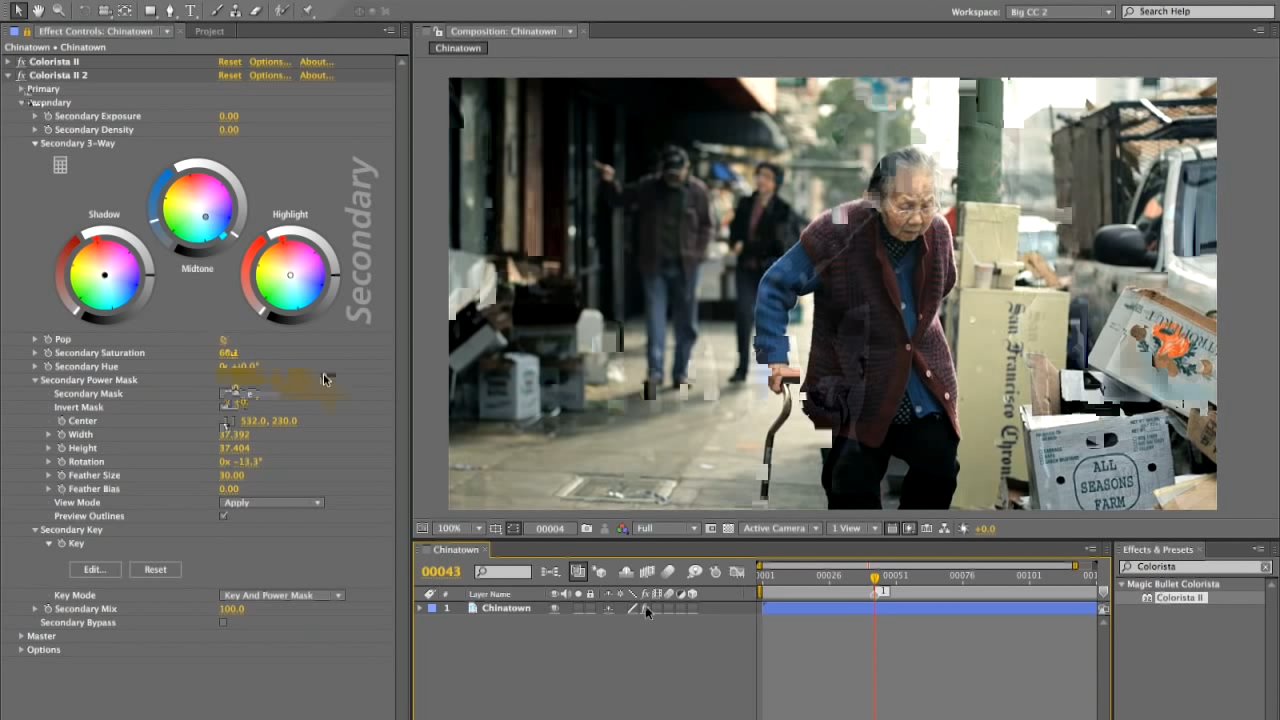 Workspace: Big CC 2 Search Help
Effect Controls: Chinatown Project
Composition: Chinatown
Chinatown • Chinatown
Chinatown
fx Colorista II Reset Options... About...
fx Colorista II 2 Reset Options... About...
Primary
Secondary Exposure 0.00
Secondary Density 0.00
Secondary 3-Way
Shadow
Highlight
Midtone
Secondary
Pop
Secondary Saturation
Secondary Hue
Secondary Power Mask
Secondary Mask
Invert Mask
Center 532.0, 230.0
Width 37.392
Height 37.404
Rotation 0x -13.3°
Feather Size 30.00
Feather Bias 0.00
View Mode Apply
Preview Outlines
Secondary Key
Key
Edit... Reset
Key Mode Key And Power Mask
Secondary Mix 100.0
Secondary Bypass
Master
Options
San Francisco Chron
ALL
SEASONS
FARM
100% 00004 Full Active Camera 1 View +0.0
Chinatown
00043
00026 00051 00076 00101
# Layer Name
1 Chinatown
1
Effects & Presets
Colorista
Magic Bullet Colorista
Colorista II